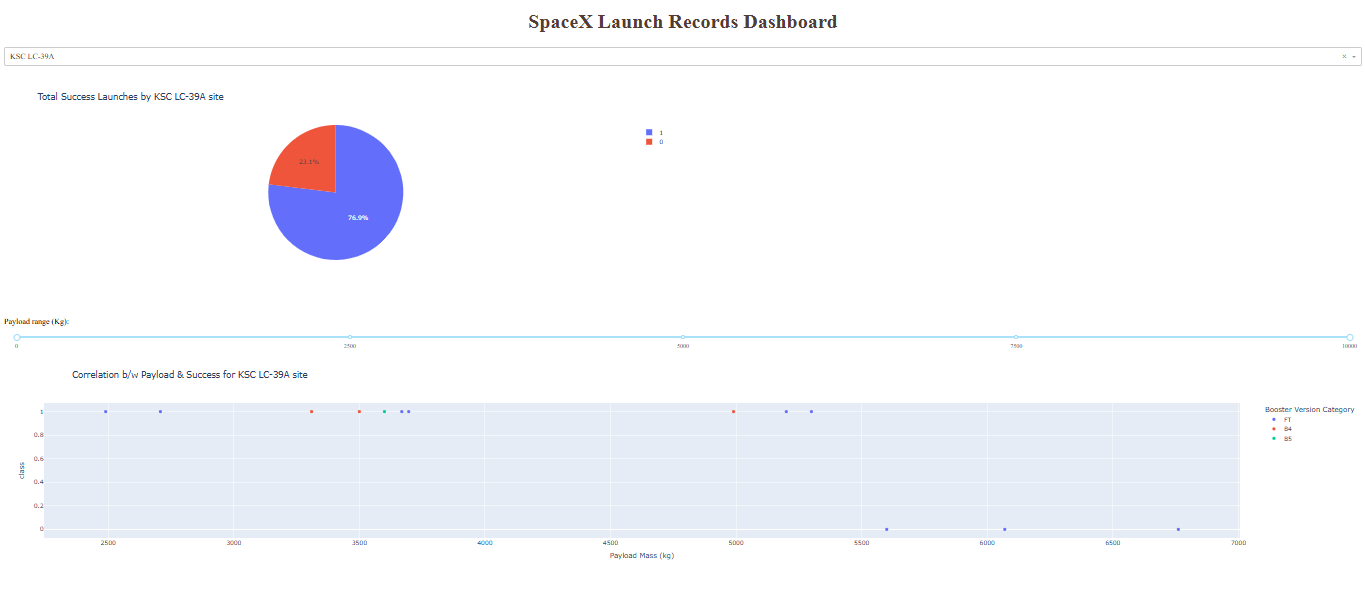 SpaceX Launch Records Dashboard
KSC LC-39A
Total Success Launches by KSC LC-39A site
1
0
23.1%
76.9%
Payload range (Kg):
0 2500 5000 7500 10000
Correlation b/w Payload & Success for KSC LC-39A site
Booster Version Category
FT
B4
B5
1
0.8
0.6
0.4
0.2
0
class
2500 3000 3500 4000 4500 5000 5500 6000 6500 7000
Payload Mass (kg)